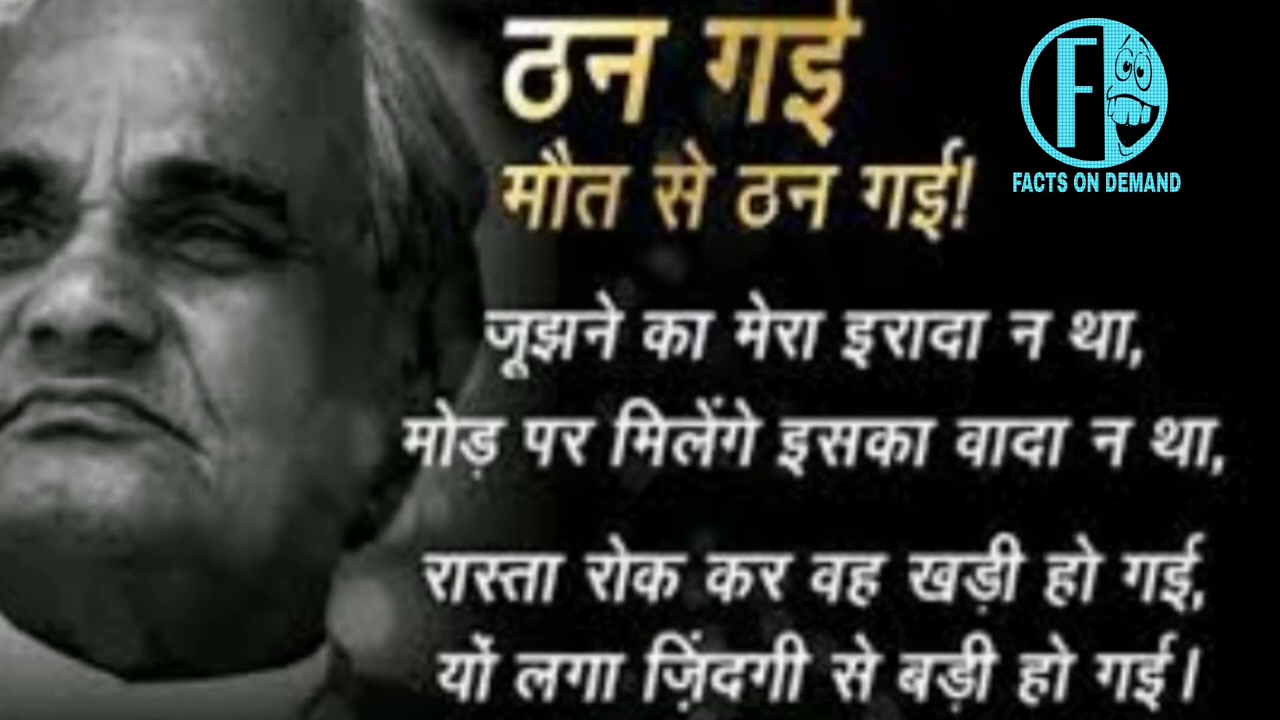 ठन गई
मौत से ठन गई!
FACTS ON DEMAND
जूझने का मेरा इरादा न था,
मोड़ पर मिलेंगे इसका वादा न था,
रास्ता रोक कर वह खड़ी हो गई,
यों लगा ज़िंदगी से बड़ी हो गई।